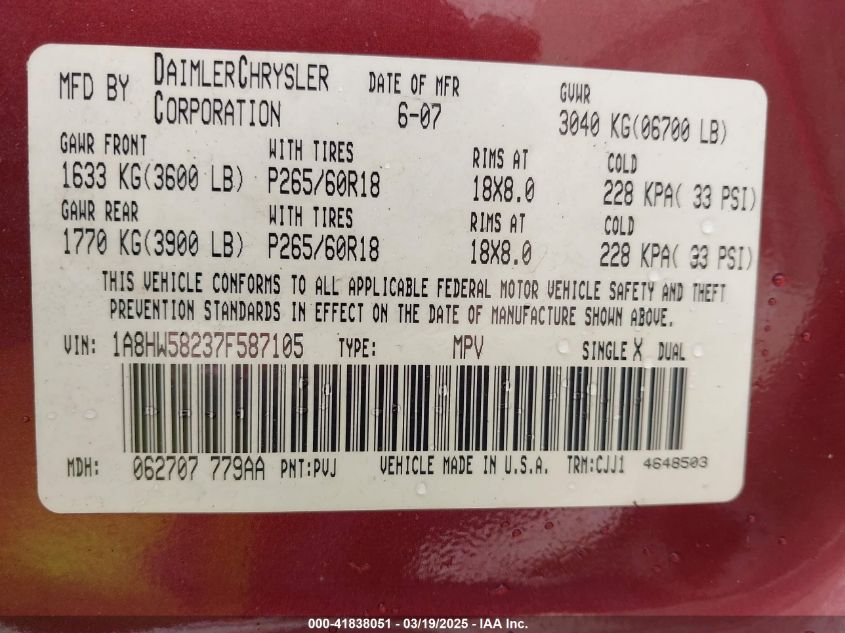 MFD BY DAIMLERCHRYSLER CORPORATION DATE OF MFR 6-07 GVWR 3040 KG(06700 LB)
GAWR FRONT WITH TIRES RIMS AT COLD
1633 KG(3600 LB) P265/60R18 18X8.0 228 KPA( 33 PSI)
GAWR REAR WITH TIRES RIMS AT COLD
1770 KG(3900 LB) P265/60R18 18X8.0 228 KPA( 33 PSI)
THIS VEHICLE CONFORMS TO ALL APPLICABLE FEDERAL MOTOR VEHICLE SAFETY AND THEFT
PREVENTION STANDARDS IN EFFECT ON THE DATE OF MANUFACTURE SHOWN ABOVE.
VIN: 1A8HW58237F587105 TYPE: MPV SINGLE X DUAL
MDH: 062707 779AA PNT:PVJ VEHICLE MADE IN U.S.A. TRM:CJJ1 4648503
000-41838051 - 03/19/2025 - IAA Inc.